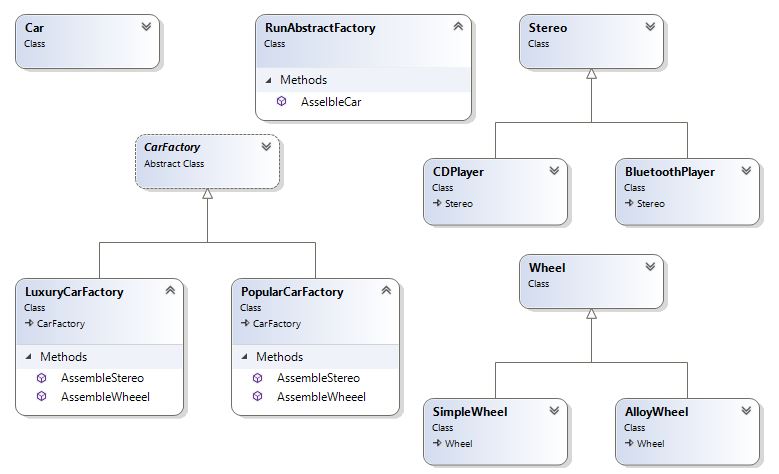 Car
Class
RunAbstractFactory
Class
Methods
AsselbleCar
Stereo
Class
CarFactory
Abstract Class
CDPlayer
Class
Stereo
BluetoothPlayer
Class
Stereo
LuxuryCarFactory
Class
CarFactory
Methods
AssembleStereo
AssembleWheeel
PopularCarFactory
Class
CarFactory
Methods
AssembleStereo
AssembleWheeel
Wheel
Class
SimpleWheel
Class
Wheel
AlloyWheel
Class
Wheel